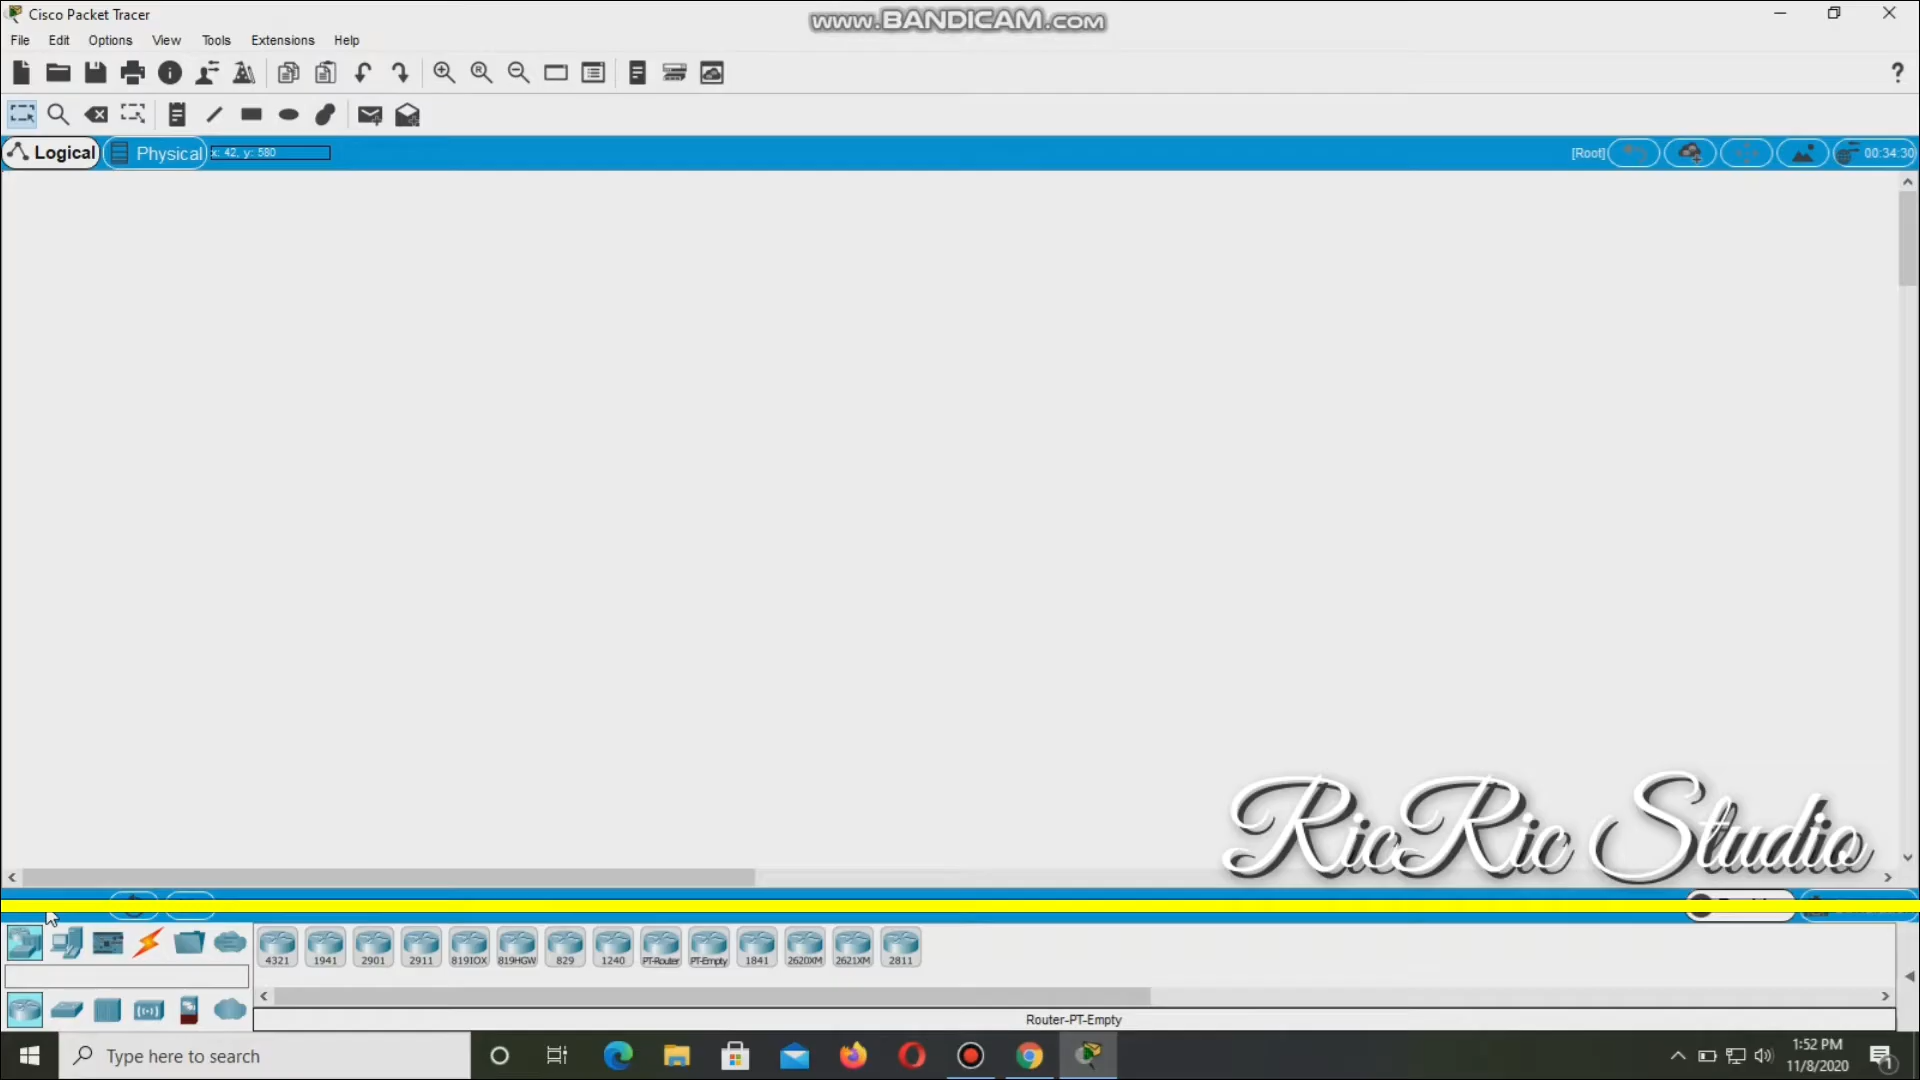 Cisco Packet Tracer
www.BANDICAM.com
File Edit Options View Tools Extensions Help
?
Logical Physical x: 42, y: 580 [Root] 00:34:30
RicRic Studio
4321 1941 2901 2911 819IOX 819HGW 829 1240 PT-Router PT-Empty 1841 2620XM 2621XM 2811
Router-PT-Empty
Type here to search
1:52 PM
11/8/2020
1